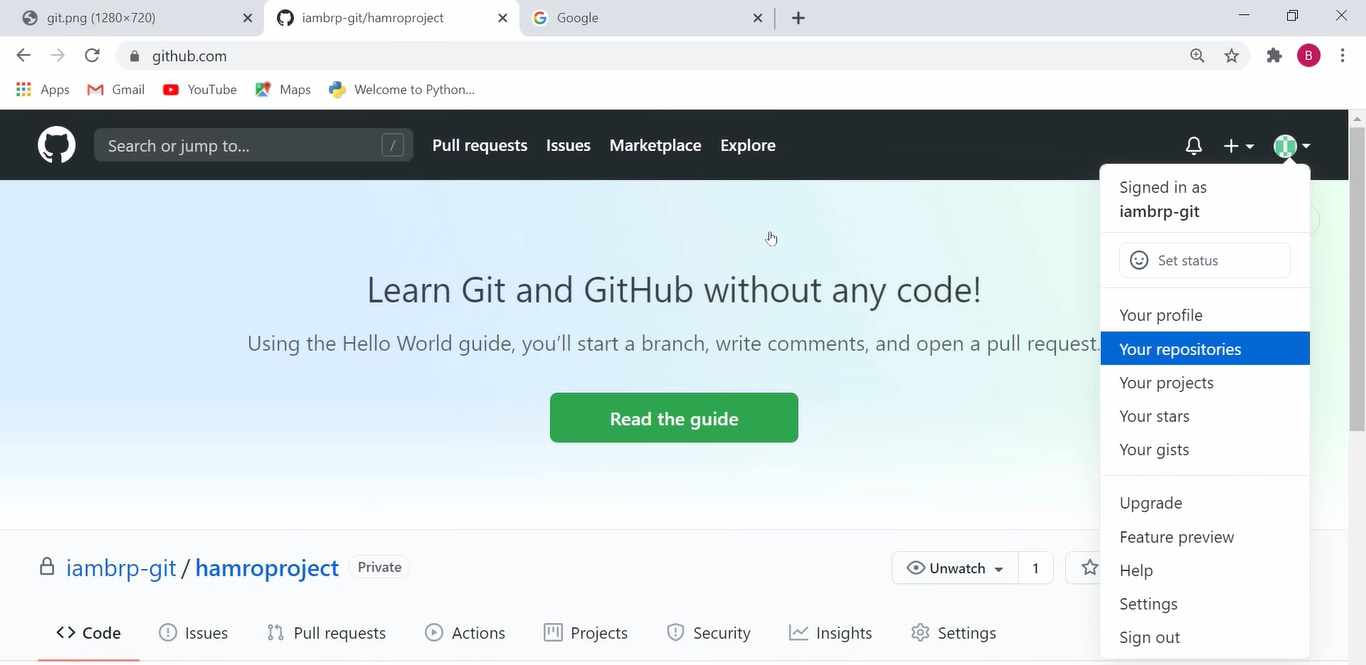 git.png (1280×720)
iambrp-git/hamroproject
Google
github.com
B
Apps
Gmail
YouTube
Maps
Welcome to Python...
Search or jump to...
/
Pull requests
Issues
Marketplace
Explore
Signed in as
iambrp-git
Set status
Your profile
Your repositories
Your projects
Your stars
Your gists
Upgrade
Feature preview
Help
Settings
Sign out
Learn Git and GitHub without any code!
Using the Hello World guide, you’ll start a branch, write comments, and open a pull request.
Read the guide
iambrp-git / hamroproject
Private
Unwatch
1
Code
Issues
Pull requests
Actions
Projects
Security
Insights
Settings